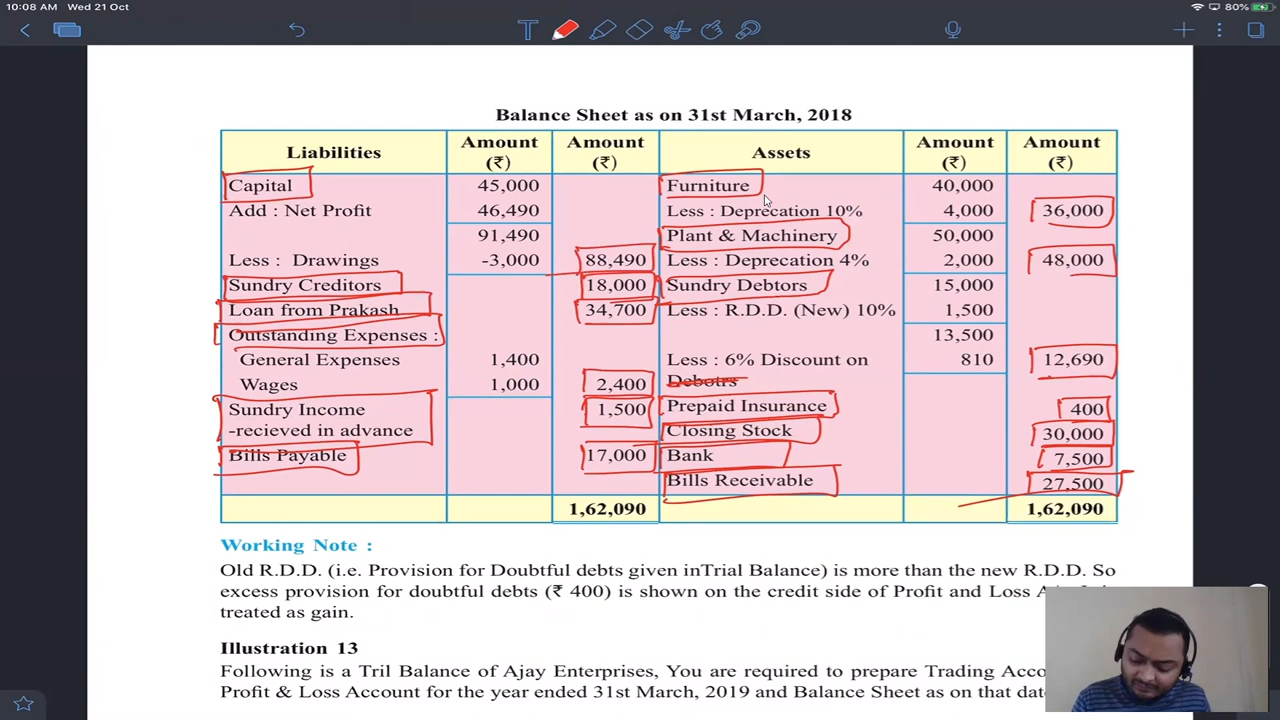 10:08 AM Wed 21 Oct
80%
T
Balance Sheet as on 31st March, 2018
Liabilities Amount (₹) Amount (₹) Assets Amount (₹) Amount (₹)
Capital 45,000 Furniture 40,000
Add : Net Profit 46,490 Less : Deprecation 10% 4,000 36,000
91,490 Plant & Machinery 50,000
Less : Drawings -3,000 88,490 Less : Deprecation 4% 2,000 48,000
Sundry Creditors 18,000 Sundry Debtors 15,000
Loan from Prakash 34,700 Less : R.D.D. (New) 10% 1,500
Outstanding Expenses : 13,500
General Expenses 1,400 Less : 6% Discount on 810 12,690
Wages 1,000 2,400 Debotrs
Sundry Income 1,500 Prepaid Insurance 400
-recieved in advance Closing Stock 30,000
Bills Payable 17,000 Bank 7,500
Bills Receivable 27,500
1,62,090 1,62,090
Working Note :
Old R.D.D. (i.e. Provision for Doubtful debts given inTrial Balance) is more than the new R.D.D. So
excess provision for doubtful debts (₹ 400) is shown on the credit side of Profit and Loss
treated as gain.
Illustration 13
Following is a Tril Balance of Ajay Enterprises, You are required to prepare Trading
Profit & Loss Account for the year ended 31st March, 2019 and Balance Sheet as on that